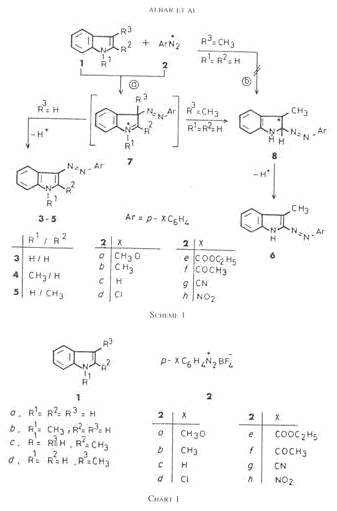 ALBAR ET AL
R³
R²
N
R¹
1
+
ArN₂⁺
2
R³=CH₃
R¹=R²=H
ⓐ
ⓑ
R³=H
-H⁺
R³
N=N-Ar
R²
N
R¹
7
R³=CH₃
R¹=R²=H
CH₃
NH
H
N=N-Ar
8
-H⁺
N=N-Ar
R²
N
R¹
3-5
Ar = p-XC₆H₄
CH₃
N
H
N=N-Ar
6
R¹ / R²
3 H/H
4 CH₃/H
5 H/CH₃
2 X
a CH₃O
b CH₃
c H
d Cl
2 X
e COOC₂H₅
f COCH₃
g CN
h NO₂
SCHEME 1
R³
R²
N
R¹
1
p-XC₆H₄N₂⁺BF₄⁻
2
a, R¹=R²=R³=H
b, R¹=CH₃, R²=R³=H
c, R¹=R³=H, R²=CH₃
d, R¹=R²=H, R³=CH₃
2 X
a CH₃O
b CH₃
c H
d Cl
2 X
e COOC₂H₅
f COCH₃
g CN
h NO₂
CHART 1